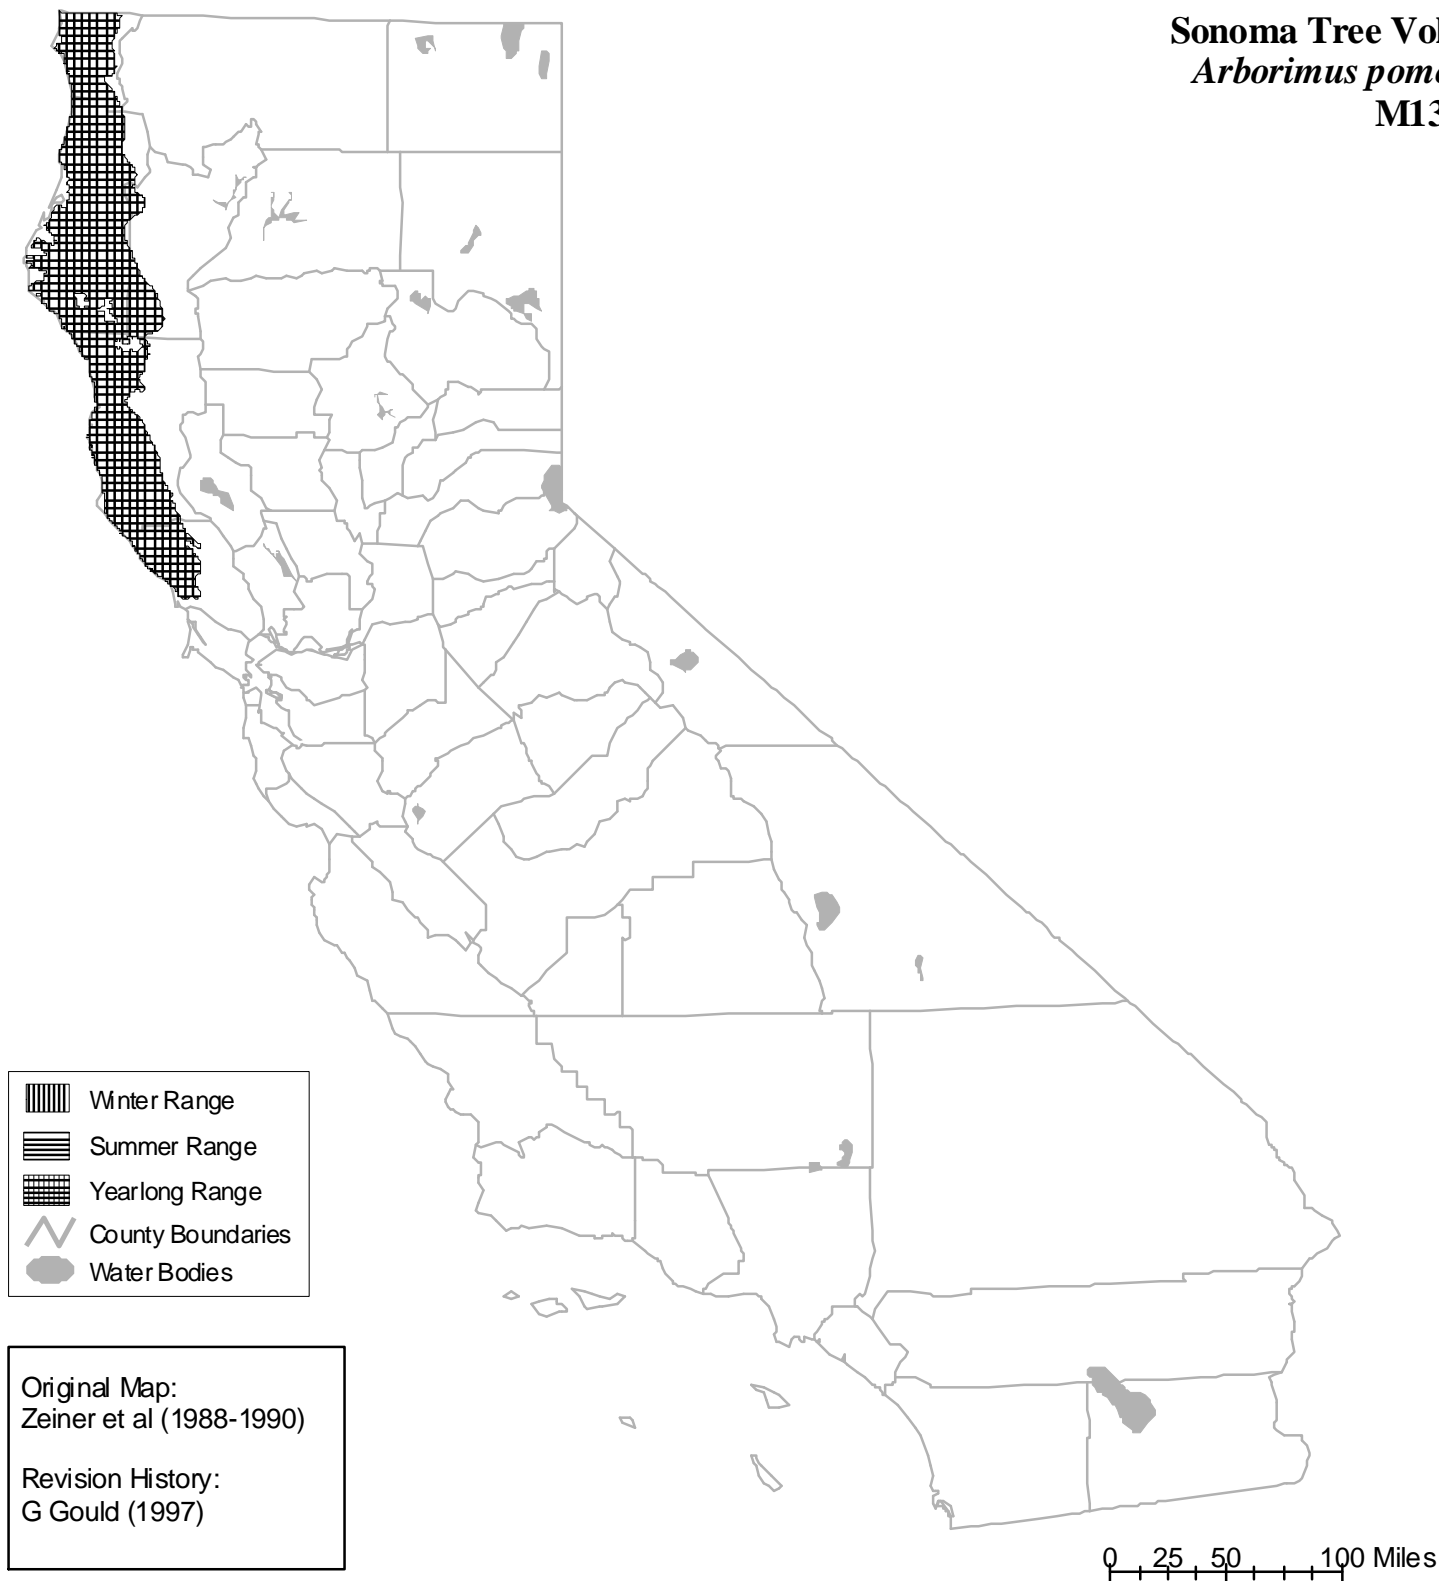 Sonoma Tree Vol
Arborimus pomo
M13
Winter Range
Summer Range
Yearlong Range
County Boundaries
Water Bodies
Original Map:
Zeiner et al (1988-1990)
Revision History:
G Gould (1997)
0 25 50 100 Miles